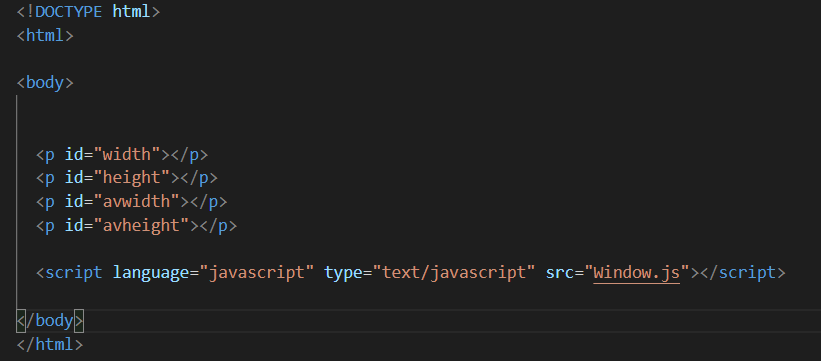 <!DOCTYPE html>
<html>
<body>
<p id="width"></p>
<p id="height"></p>
<p id="avwidth"></p>
<p id="avheight"></p>
<script language="javascript" type="text/javascript" src="Window.js"></script>
</body>
</html>